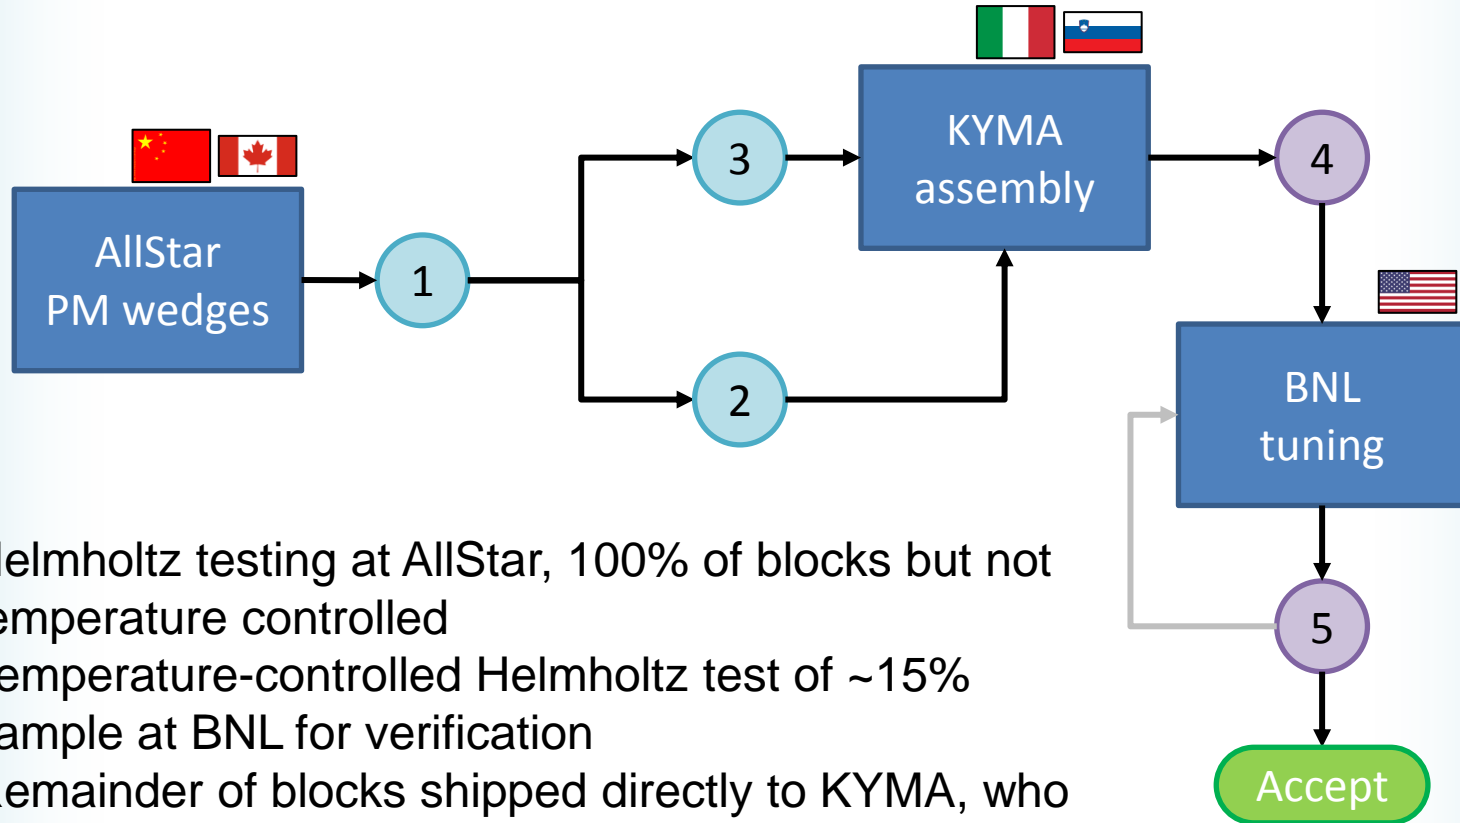 AllStar
PM wedges
1
3
2
KYMA
assembly
4
BNL
tuning
5
Accept
elmholtz testing at AllStar, 100% of blocks but not
emperature controlled
emperature-controlled Helmholtz test of ~15%
ample at BNL for verification
emainder of blocks shipped directly to KYMA, who